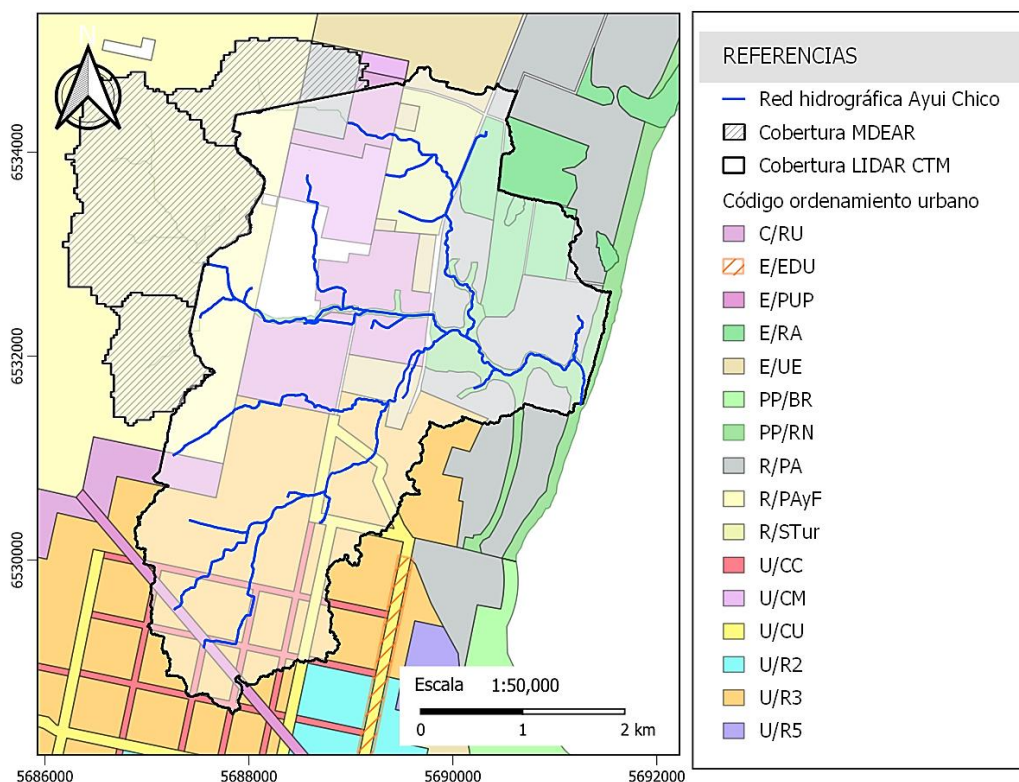 N
6534000
6532000
6530000
5686000
5688000
5690000
5692000
Escala 1:50,000
0 1 2 km
REFERENCIAS
Red hidrográfica Ayui Chico
Cobertura MDEAR
Cobertura LIDAR CTM
Código ordenamiento urbano
C/RU
E/EDU
E/PUP
E/RA
E/UE
PP/BR
PP/RN
R/PA
R/PAyF
R/STur
U/CC
U/CM
U/CU
U/R2
U/R3
U/R5